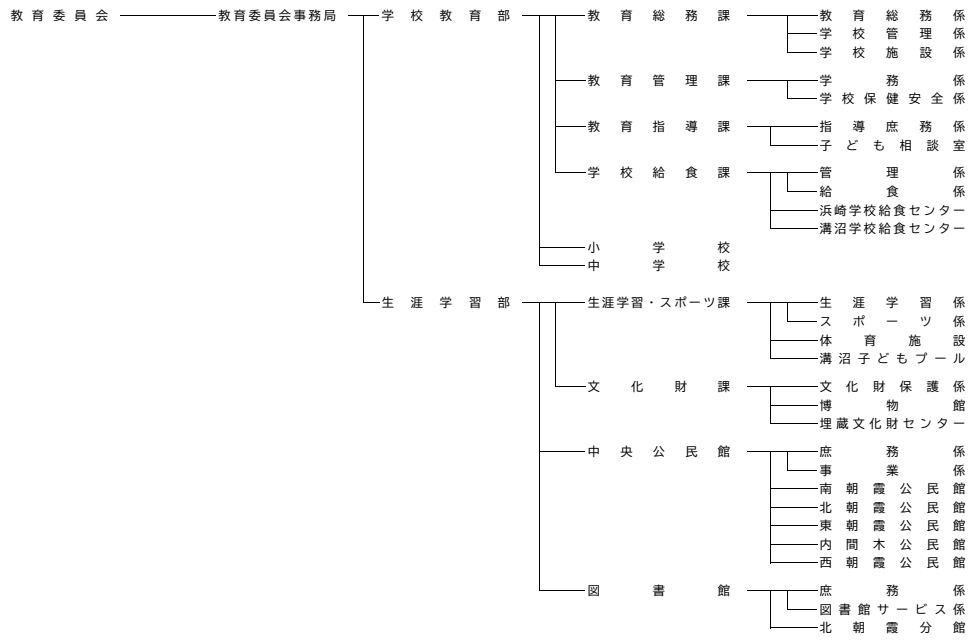 教育委員会 教育委員会事務局 学校教育部 教育総務課 教育総務係
学校管理係
学校施設係
教育管理課 学務係
学校保健安全係
教育指導課 指導庶務係
子ども相談室
学校給食課 管理係
給食係
浜崎学校給食センター
溝沼学校給食センター
小学校
中学校
生涯学習部 生涯学習・スポーツ課 生涯学習係
スポーツ係
体育施設
溝沼子どもプール
文化財課 文化財保護係
博物館
埋蔵文化財センター
中央公民館 庶務係
事業係
南朝霞公民館
北朝霞公民館
東朝霞公民館
内間木公民館
西朝霞公民館
図書館 庶務係
図書館サービス係
北朝霞分館